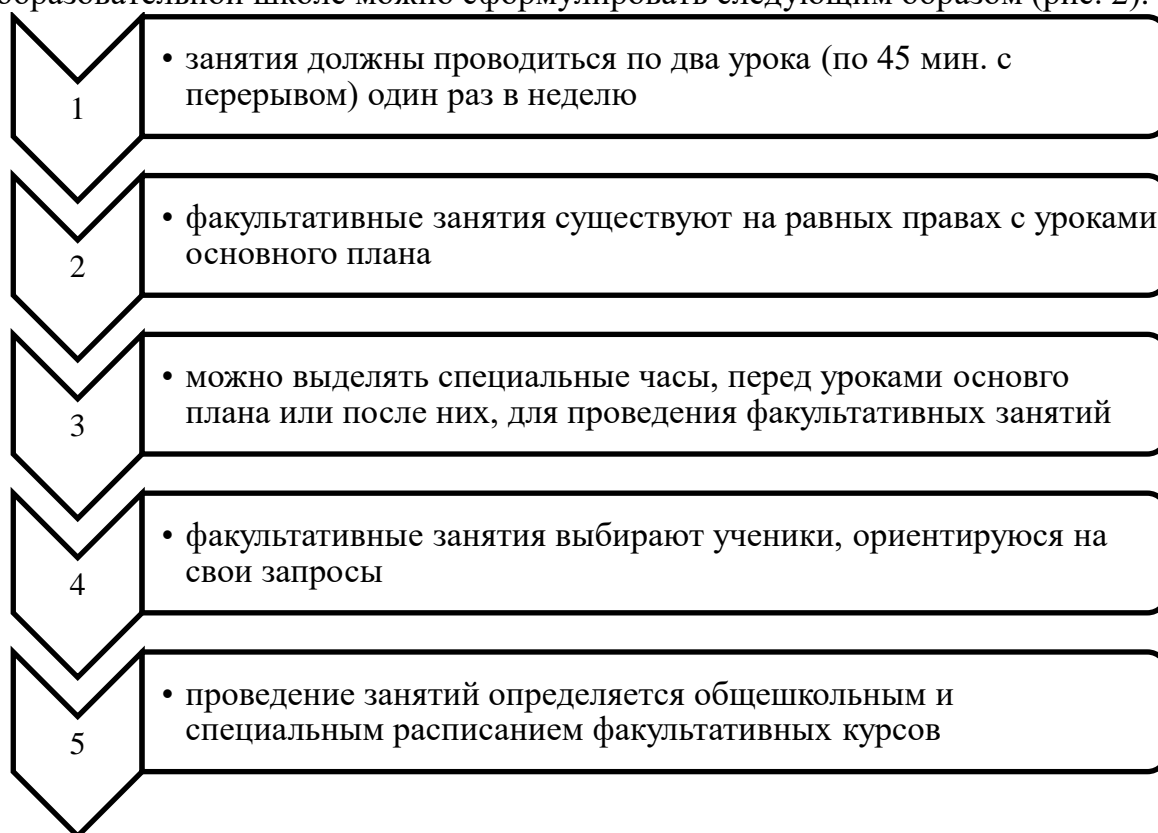 образовательной школе можно сформулировать следующим образом (рис. 2):
1
• занятия должны проводиться по два урока (по 45 мин. с
перерывом) один раз в неделю
2
• факультативные занятия существуют на равных правах с уроками
основного плана
3
• можно выделять специальные часы, перед уроками основго
плана или после них, для проведения факультативных занятий
4
• факультативные занятия выбирают ученики, ориентируюся на
свои запросы
5
• проведение занятий определяется общешкольным и
специальным расписанием факультативных курсов